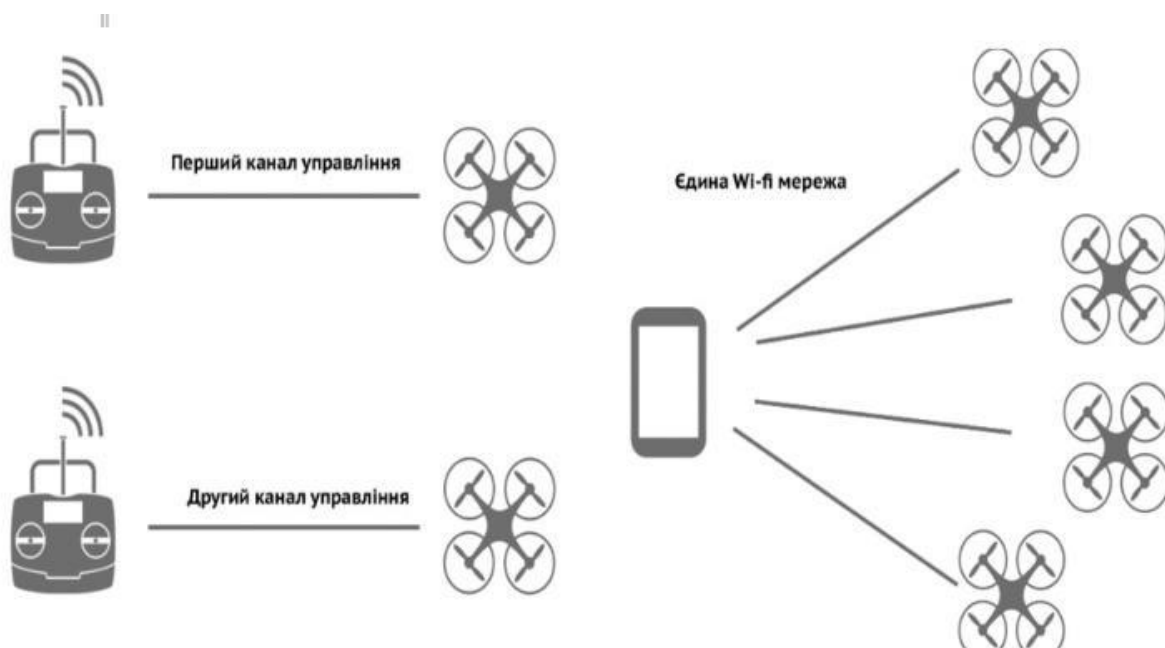 Перший канал управління
Єдина Wi-fi мережа
Другий канал управління